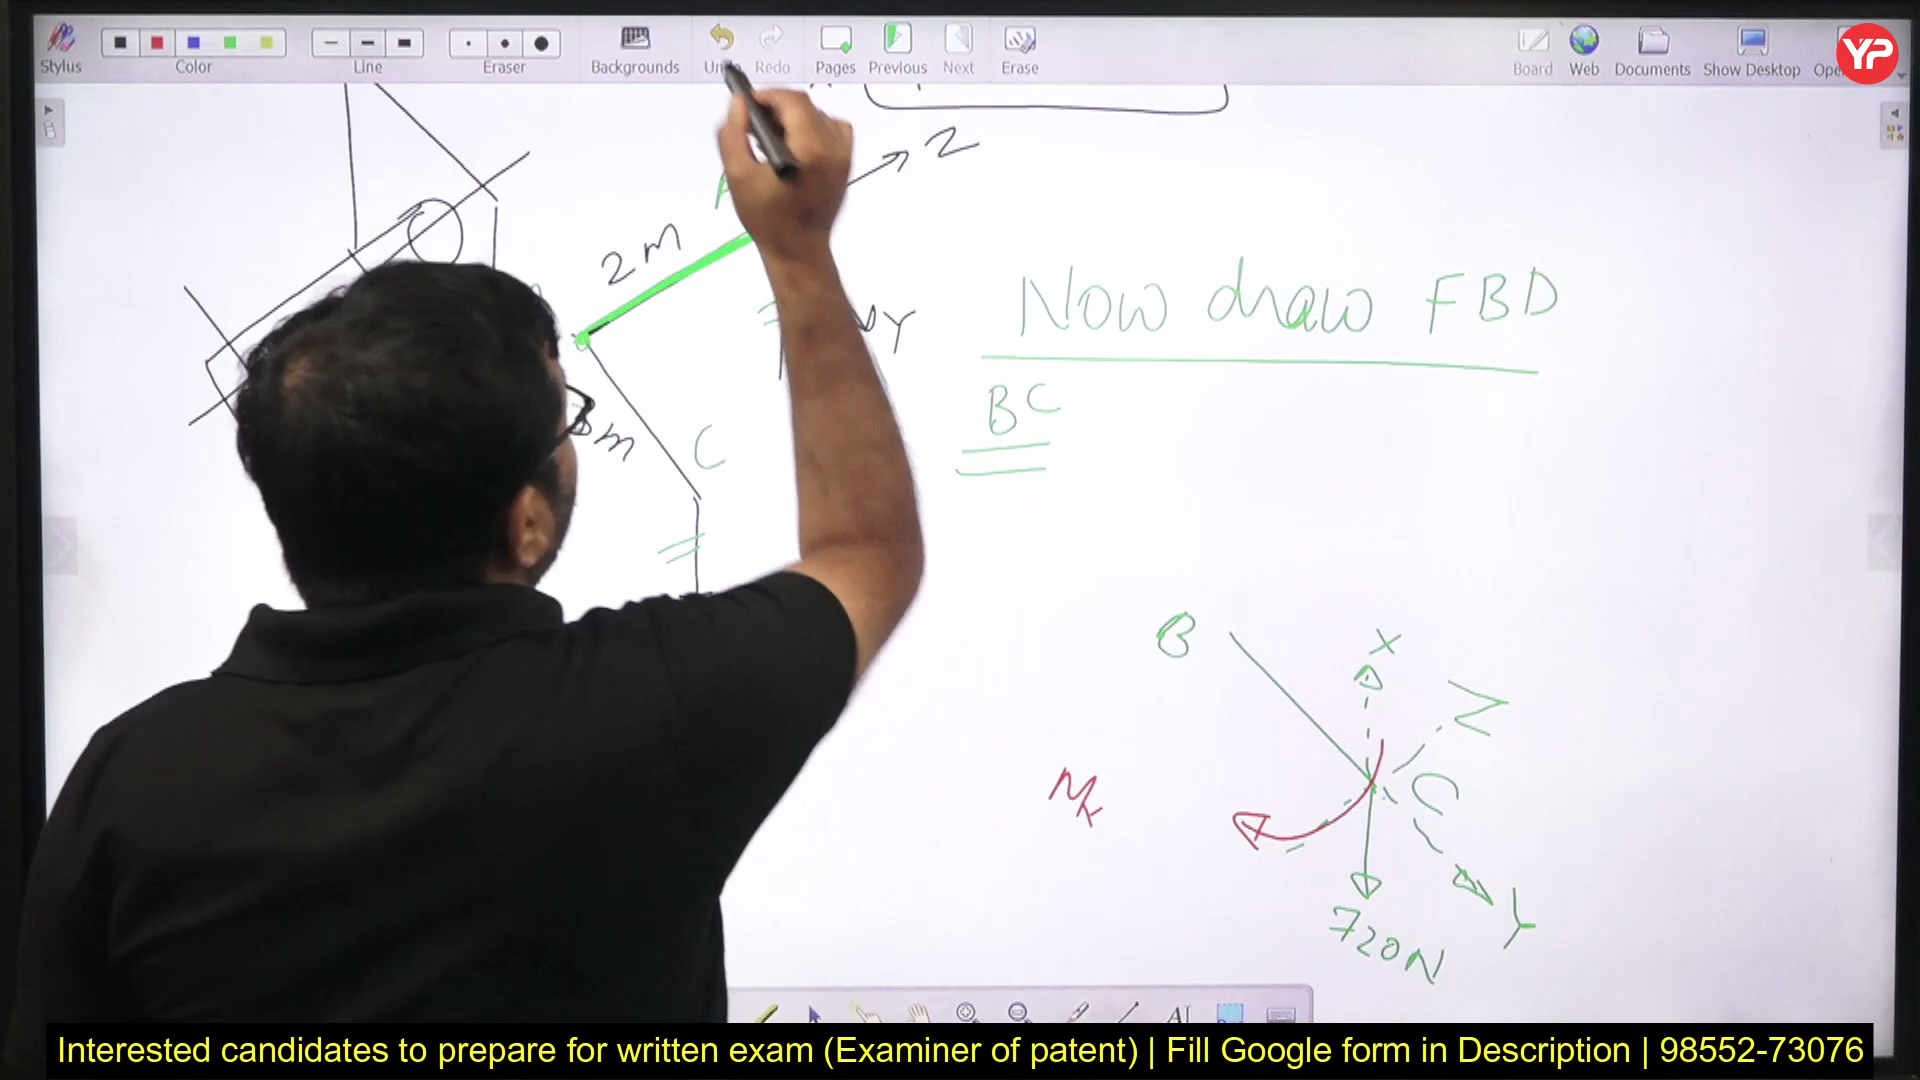 Stylus
Color
Line
Eraser
Backgrounds
Undo
Redo
Pages
Previous
Next
Erase
Board
Web
Documents
Show Desktop
YP
Z
A
2m
Y
3m
C
Now draw FBD
BC
B
X
Z
C
Y
720N
Interested candidates to prepare for written exam (Examiner of patent) | Fill Google form in Description | 98552-73076